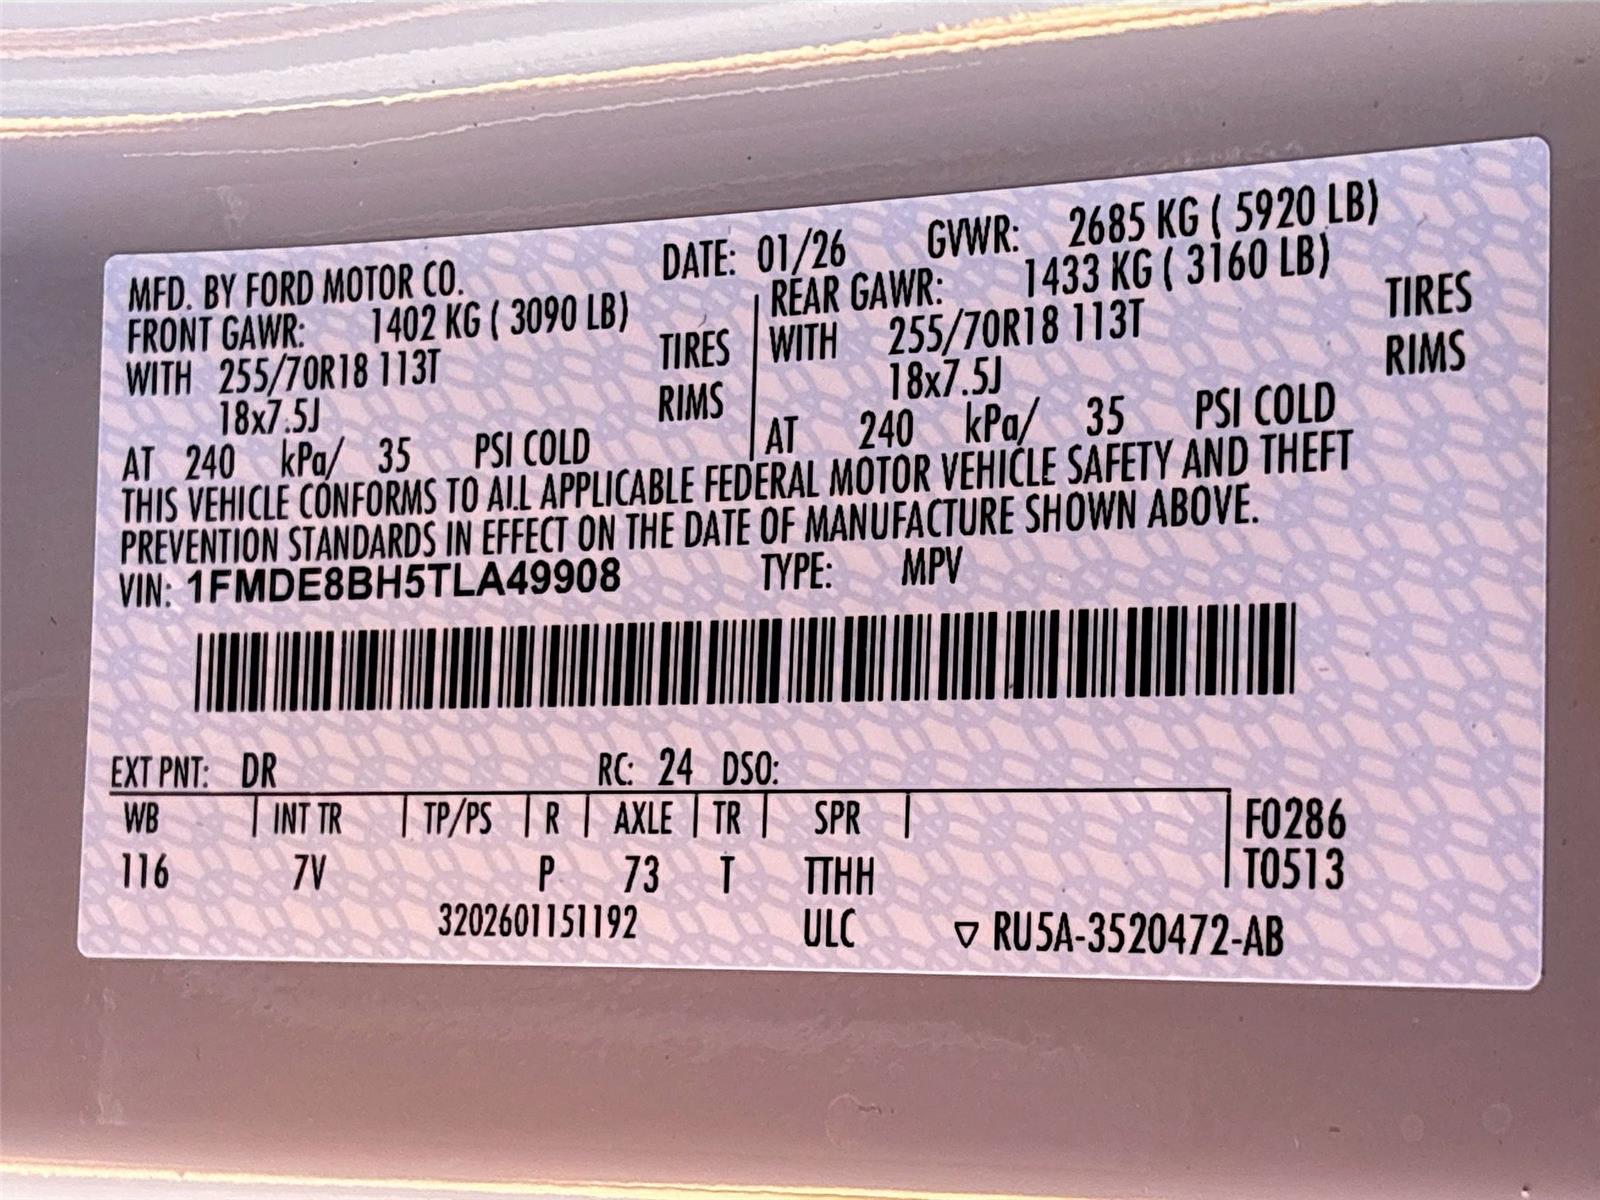 MFD. BY FORD MOTOR CO. DATE: 01/26 GVWR: 2685 KG ( 5920 LB)
FRONT GAWR: 1402 KG ( 3090 LB) REAR GAWR: 1433 KG ( 3160 LB)
WITH 255/70R18 113T TIRES WITH 255/70R18 113T TIRES
18x7.5J RIMS 18x7.5J RIMS
AT 240 kPa/ 35 PSI COLD AT 240 kPa/ 35 PSI COLD
THIS VEHICLE CONFORMS TO ALL APPLICABLE FEDERAL MOTOR VEHICLE SAFETY AND THEFT
PREVENTION STANDARDS IN EFFECT ON THE DATE OF MANUFACTURE SHOWN ABOVE.
VIN: 1FMDE8BH5TLA49908 TYPE: MPV
EXT PNT: DR RC: 24 DSO:
WB INT TR TP/PS R AXLE TR SPR F0286
116 7V P 73 T TTHH T0513
3202601151192 ULC ▽ RU5A-3520472-AB